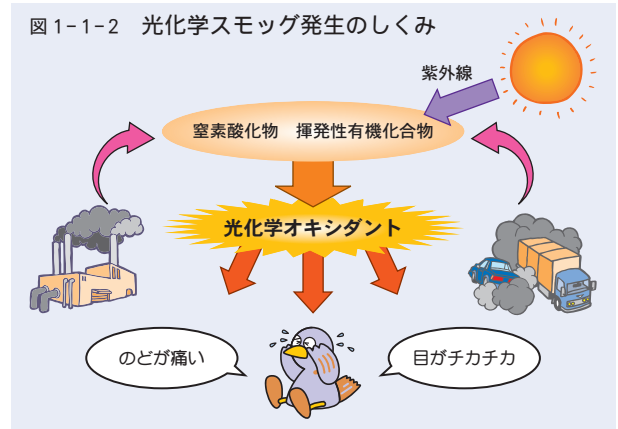 図1-1-2 光化学スモッグ発生のしくみ
紫外線
窒素酸化物 揮発性有機化合物
光化学オキシダント
のどが痛い
目がチカチカ